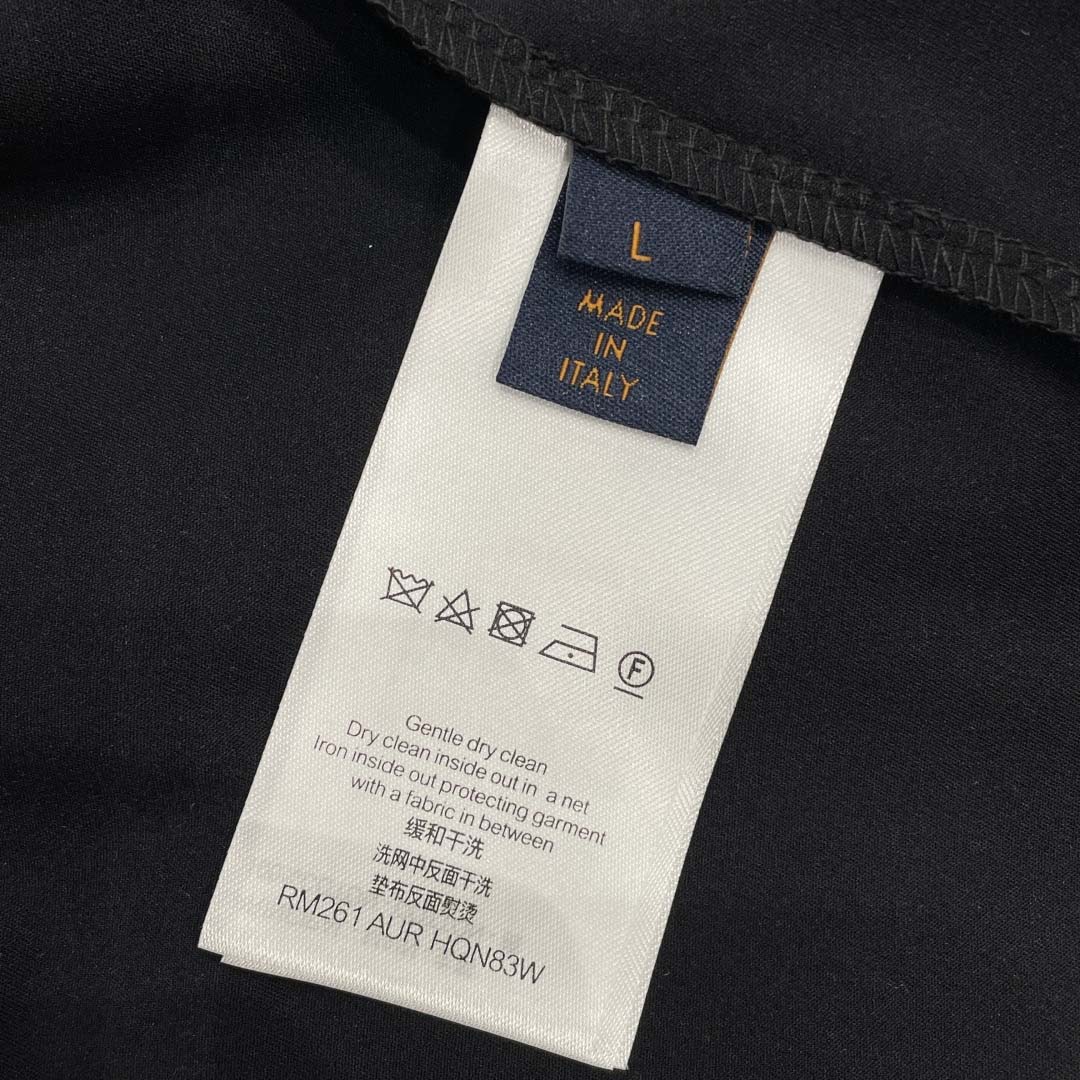 L
MADE
IN
ITALY
F
Gentle dry clean
Dry clean inside out in a net
Iron inside out protecting garment
with a fabric in between
缓和干洗
洗网中反面干洗
垫布反面熨烫
RM261 AUR HQN83W